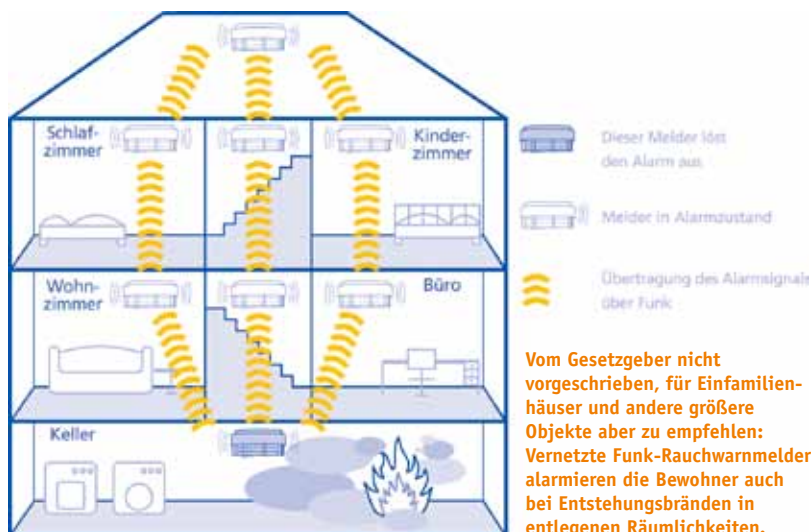 Schlaf-
zimmer
Kinder-
zimmer
Wohn-
zimmer
Büro
Keller
Dieser Melder löst
den Alarm aus
Melder in Alarmzustand
Übertragung des Alarmsignals
über Funk
Vom Gesetzgeber nicht
vorgeschrieben, für Einfamilien-
häuser und andere größere
Objekte aber zu empfehlen:
Vernetzte Funk-Rauchwarnmelder
alarmieren die Bewohner auch
bei Entstehungsbränden in
entlegenen Räumlichkeiten.